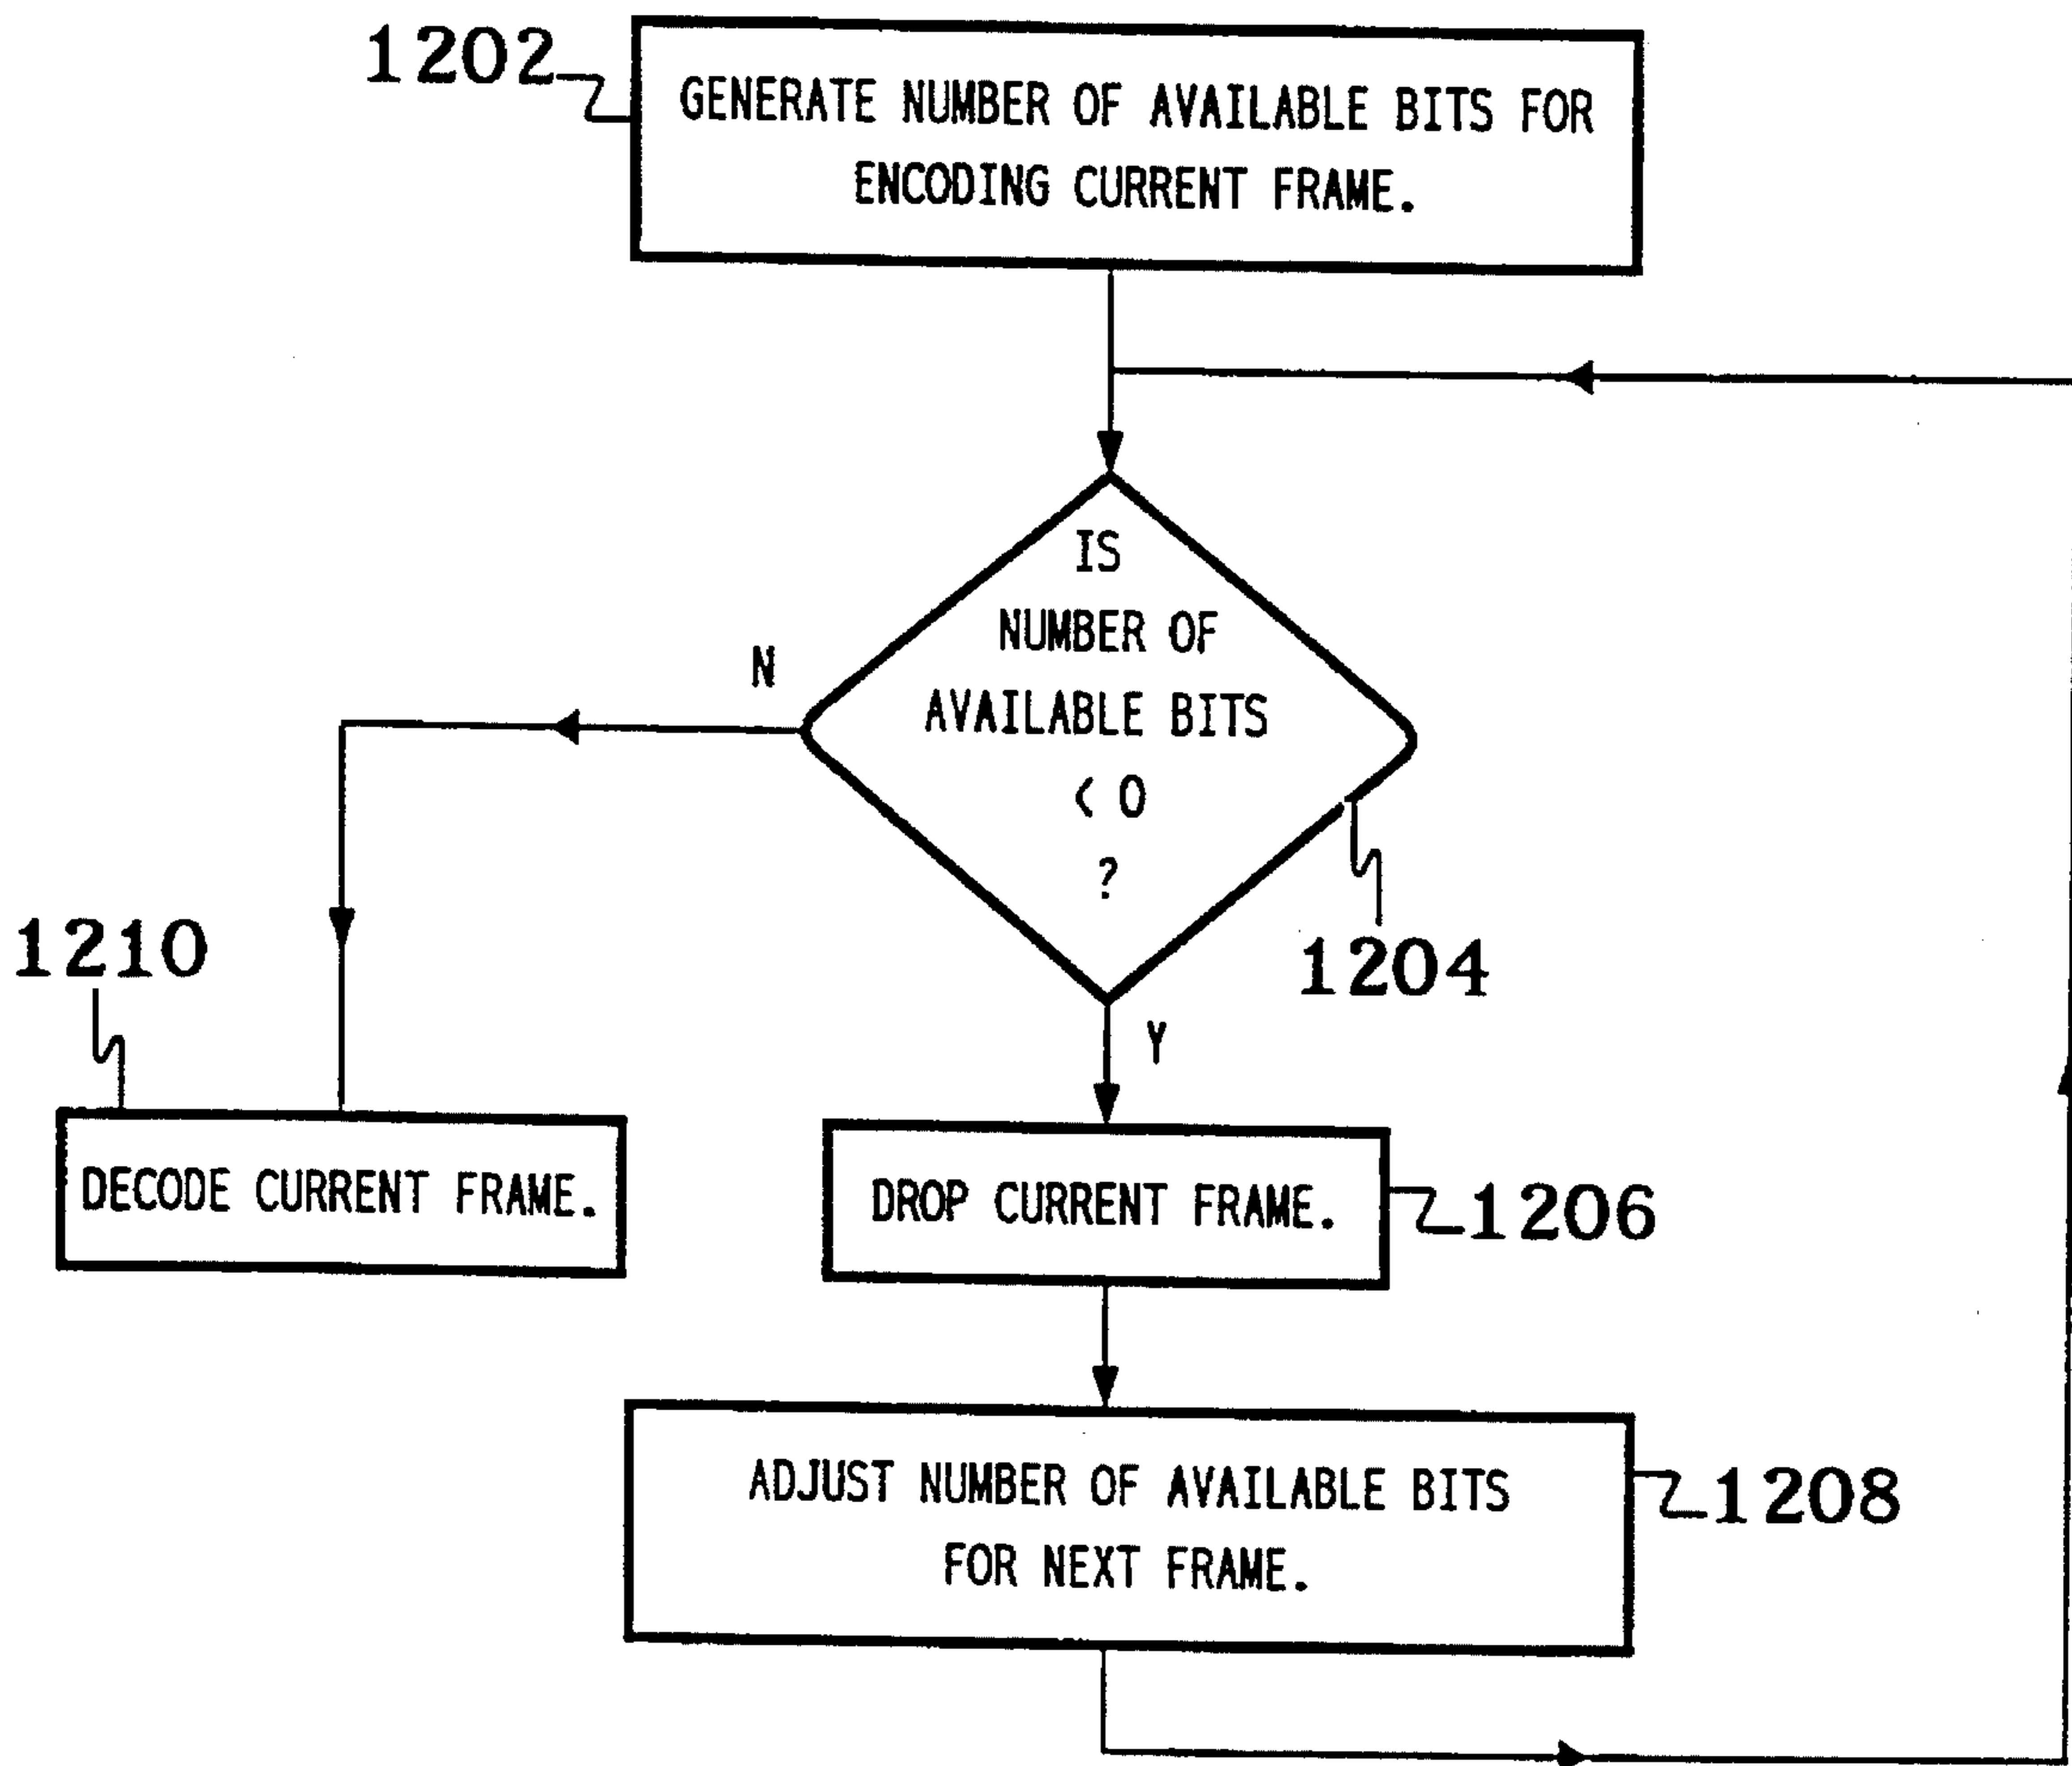 1202
GENERATE NUMBER OF AVAILABLE BITS FOR
ENCODING CURRENT FRAME.
IS
NUMBER OF
AVAILABLE BITS
< 0
?
N
1204
1210
Y
DECODE CURRENT FRAME.
DROP CURRENT FRAME.
1206
ADJUST NUMBER OF AVAILABLE BITS
FOR NEXT FRAME.
1208